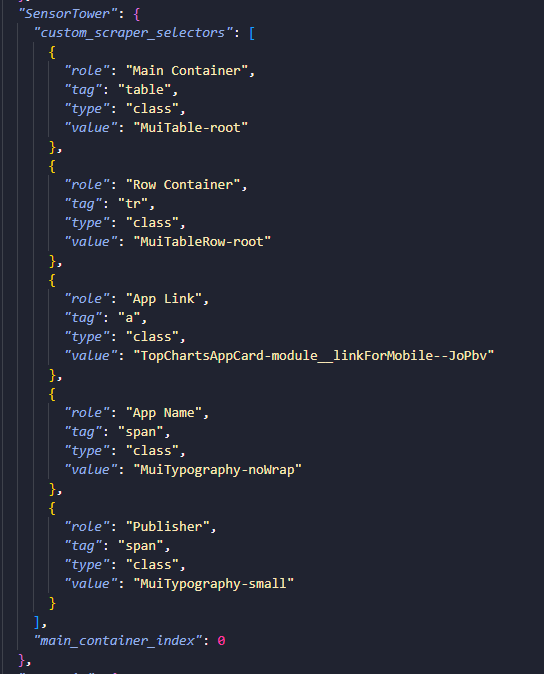 "SensorTower": {
"custom_scraper_selectors": [
{
"role": "Main Container",
"tag": "table",
"type": "class",
"value": "MuiTable-root"
},
{
"role": "Row Container",
"tag": "tr",
"type": "class",
"value": "MuiTableRow-root"
},
{
"role": "App Link",
"tag": "a",
"type": "class",
"value": "TopChartsAppCard-module__linkForMobile--JoPbv"
},
{
"role": "App Name",
"tag": "span",
"type": "class",
"value": "MuiTypography-noWrap"
},
{
"role": "Publisher",
"tag": "span",
"type": "class",
"value": "MuiTypography-small"
}
],
"main_container_index": 0
},